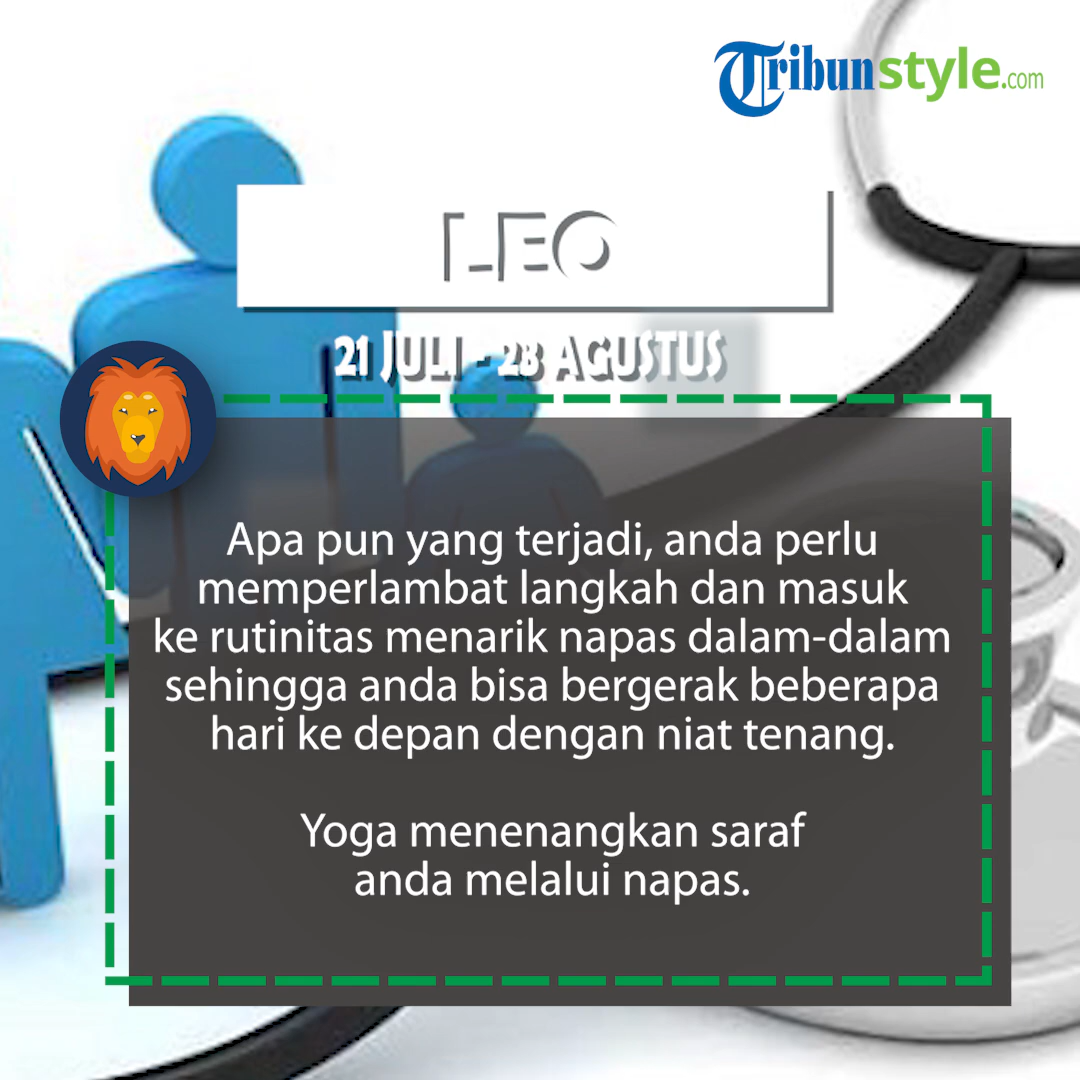 Tribunstyle.com
LEO
21 JULI - 23 AGUSTUS
Apa pun yang terjadi, anda perlu
memperlambat langkah dan masuk
ke rutinitas menarik napas dalam-dalam
sehingga anda bisa bergerak beberapa
hari ke depan dengan niat tenang.
Yoga menenangkan saraf
anda melalui napas.